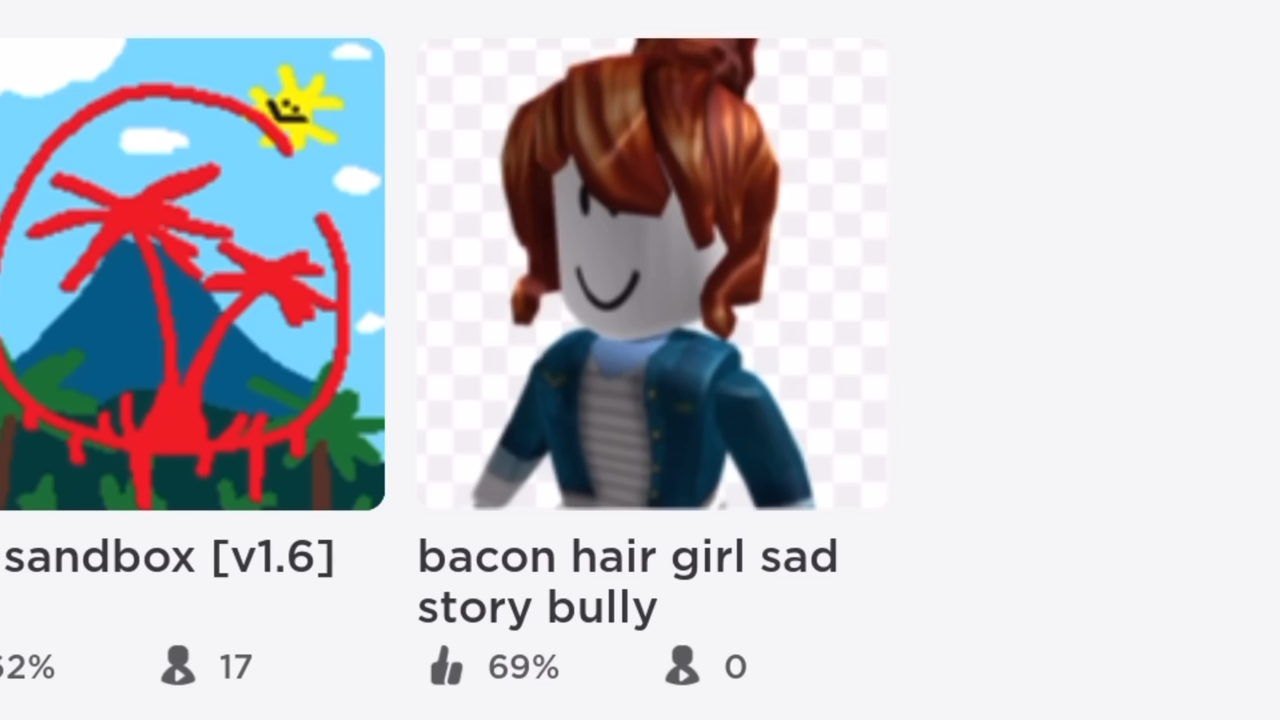 sandbox [v1.6]
17
bacon hair girl sad
story bully
69%
0